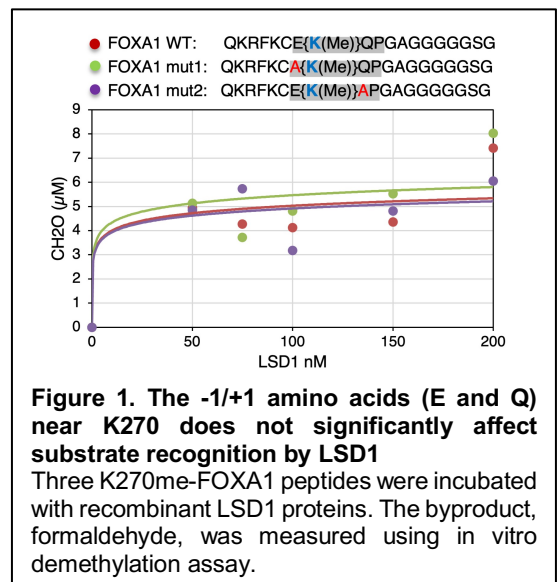 FOXA1 WT: QKRFKCE{K(Me)}QPGAGGGGGSG
FOXA1 mut1: QKRFKCA{K(Me)}QPGAGGGGGSG
FOXA1 mut2: QKRFKCE{K(Me)}APGAGGGGGSG
9
8
7
6
5
4
3
2
1
0
CH2O (µM)
0 50 100 150 200
LSD1 nM
Figure 1. The -1/+1 amino acids (E and Q)
near K270 does not significantly affect
substrate recognition by LSD1
Three K270me-FOXA1 peptides were incubated
with recombinant LSD1 proteins. The byproduct,
formaldehyde, was measured using in vitro
demethylation assay.